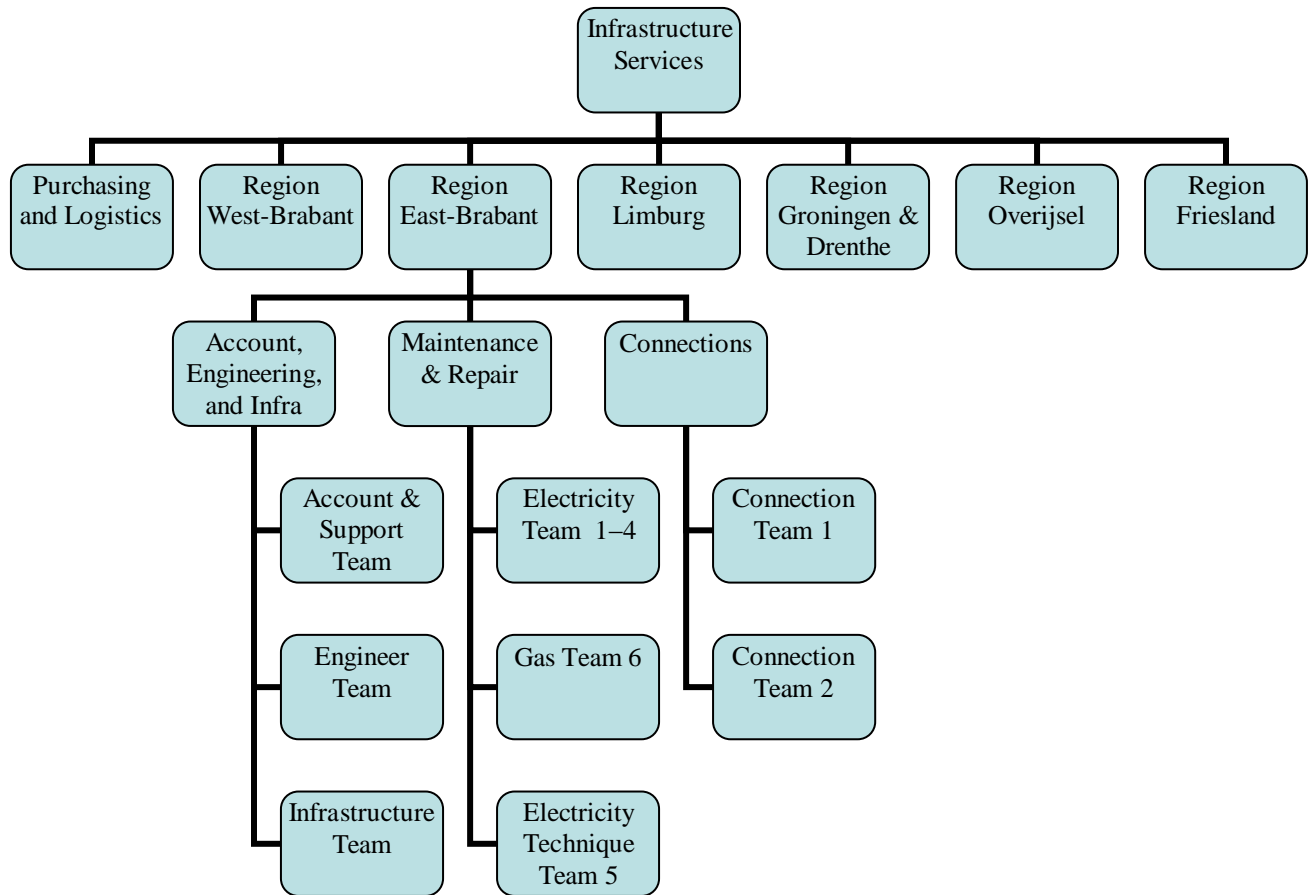 Infrastructure
Services
Purchasing
and Logistics
Region
West-Brabant
Region
East-Brabant
Region
Limburg
Region
Groningen &
Drenthe
Region
Overijsel
Region
Friesland
Account,
Engineering,
and Infra
Maintenance
& Repair
Connections
Account &
Support
Team
Electricity
Team 1–4
Connection
Team 1
Engineer
Team
Gas Team 6
Connection
Team 2
Infrastructure
Team
Electricity
Technique
Team 5